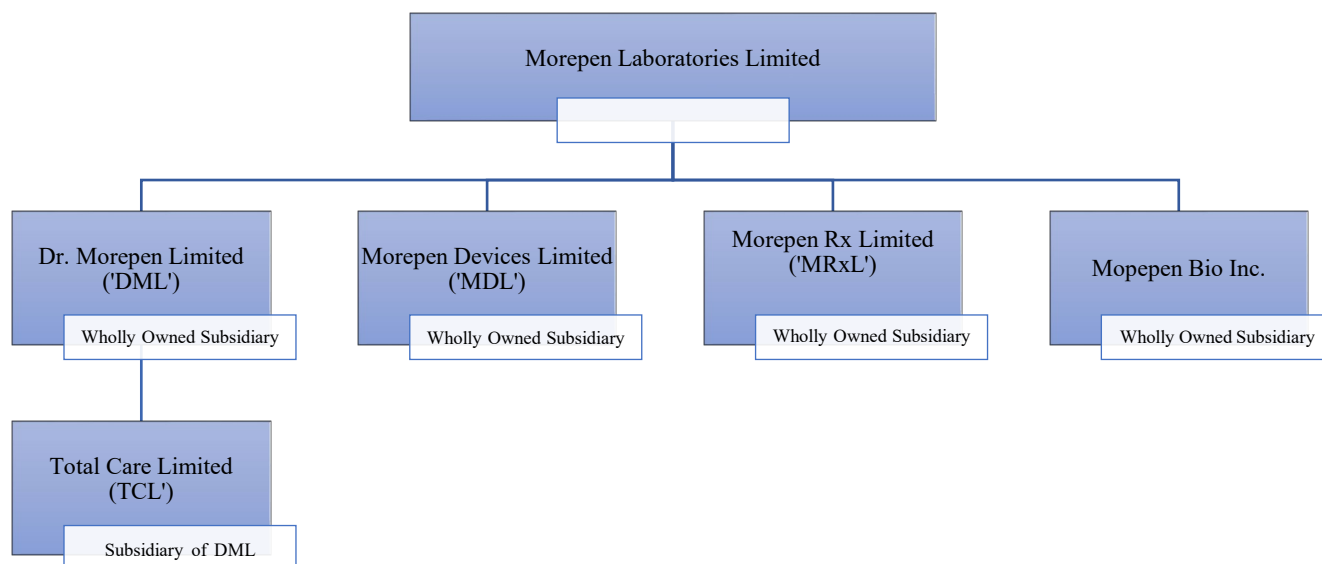 Morepen Laboratories Limited
Dr. Morepen Limited
('DML')
Wholly Owned Subsidiary
Morepen Devices Limited
('MDL')
Wholly Owned Subsidiary
Morepen Rx Limited
('MRxL')
Wholly Owned Subsidiary
Mopepen Bio Inc.
Wholly Owned Subsidiary
Total Care Limited
(TCL')
Subsidiary of DML